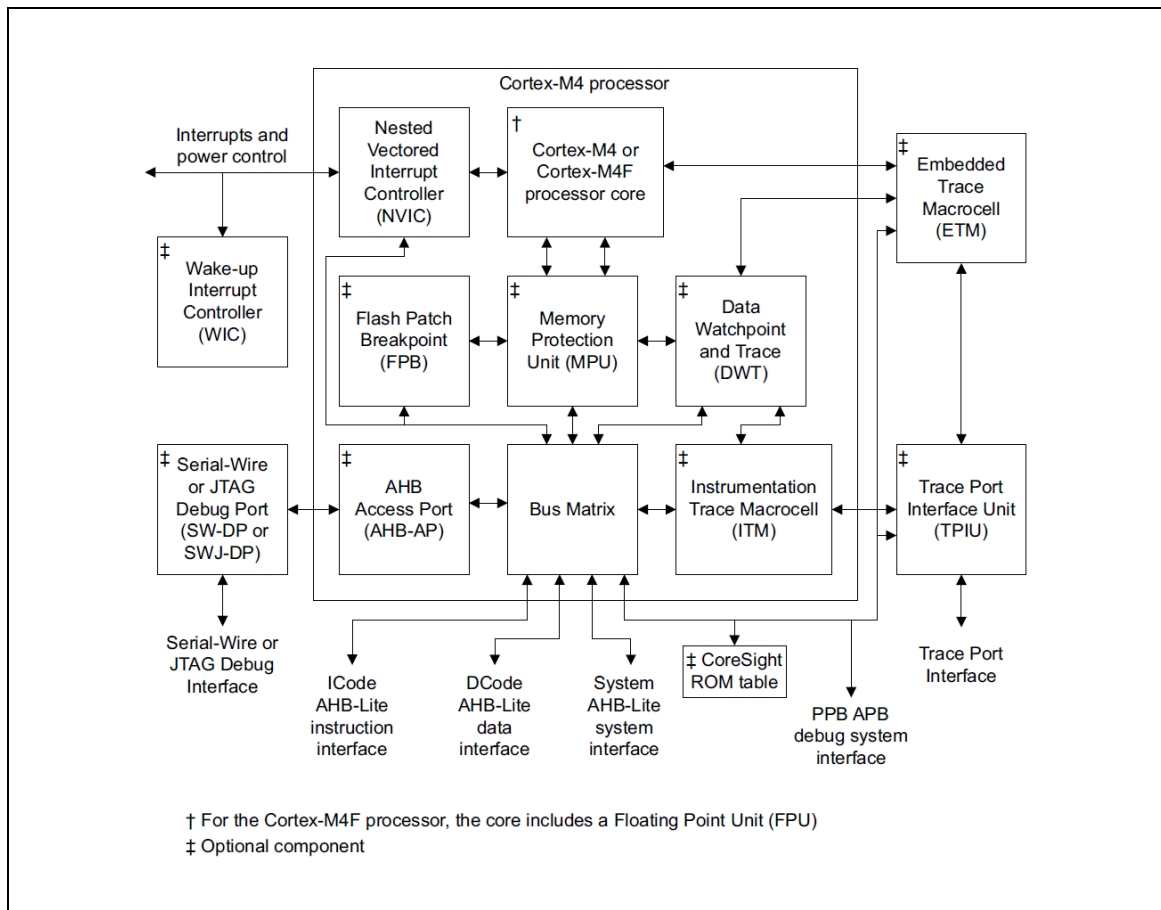 Cortex-M4 processor
Interrupts and
power control
Nested
Vectored
Interrupt
Controller
(NVIC)
†
Cortex-M4 or
Cortex-M4F
processor core
‡
Embedded
Trace
Macrocell
(ETM)
‡
Wake-up
Interrupt
Controller
(WIC)
‡
Flash Patch
Breakpoint
(FPB)
‡
Memory
Protection
Unit (MPU)
‡
Data
Watchpoint
and Trace
(DWT)
‡
Serial-Wire
or JTAG
Debug Port
(SW-DP or
SWJ-DP)
‡
AHB
Access Port
(AHB-AP)
Bus Matrix
‡
Instrumentation
Trace Macrocell
(ITM)
‡
Trace Port
Interface Unit
(TPIU)
Serial-Wire or
JTAG Debug
Interface
ICode
AHB-Lite
instruction
interface
DCode
AHB-Lite
data
interface
System
AHB-Lite
system
interface
‡ CoreSight
ROM table
PPB APB
debug system
interface
Trace Port
Interface
† For the Cortex-M4F processor, the core includes a Floating Point Unit (FPU)
‡ Optional component